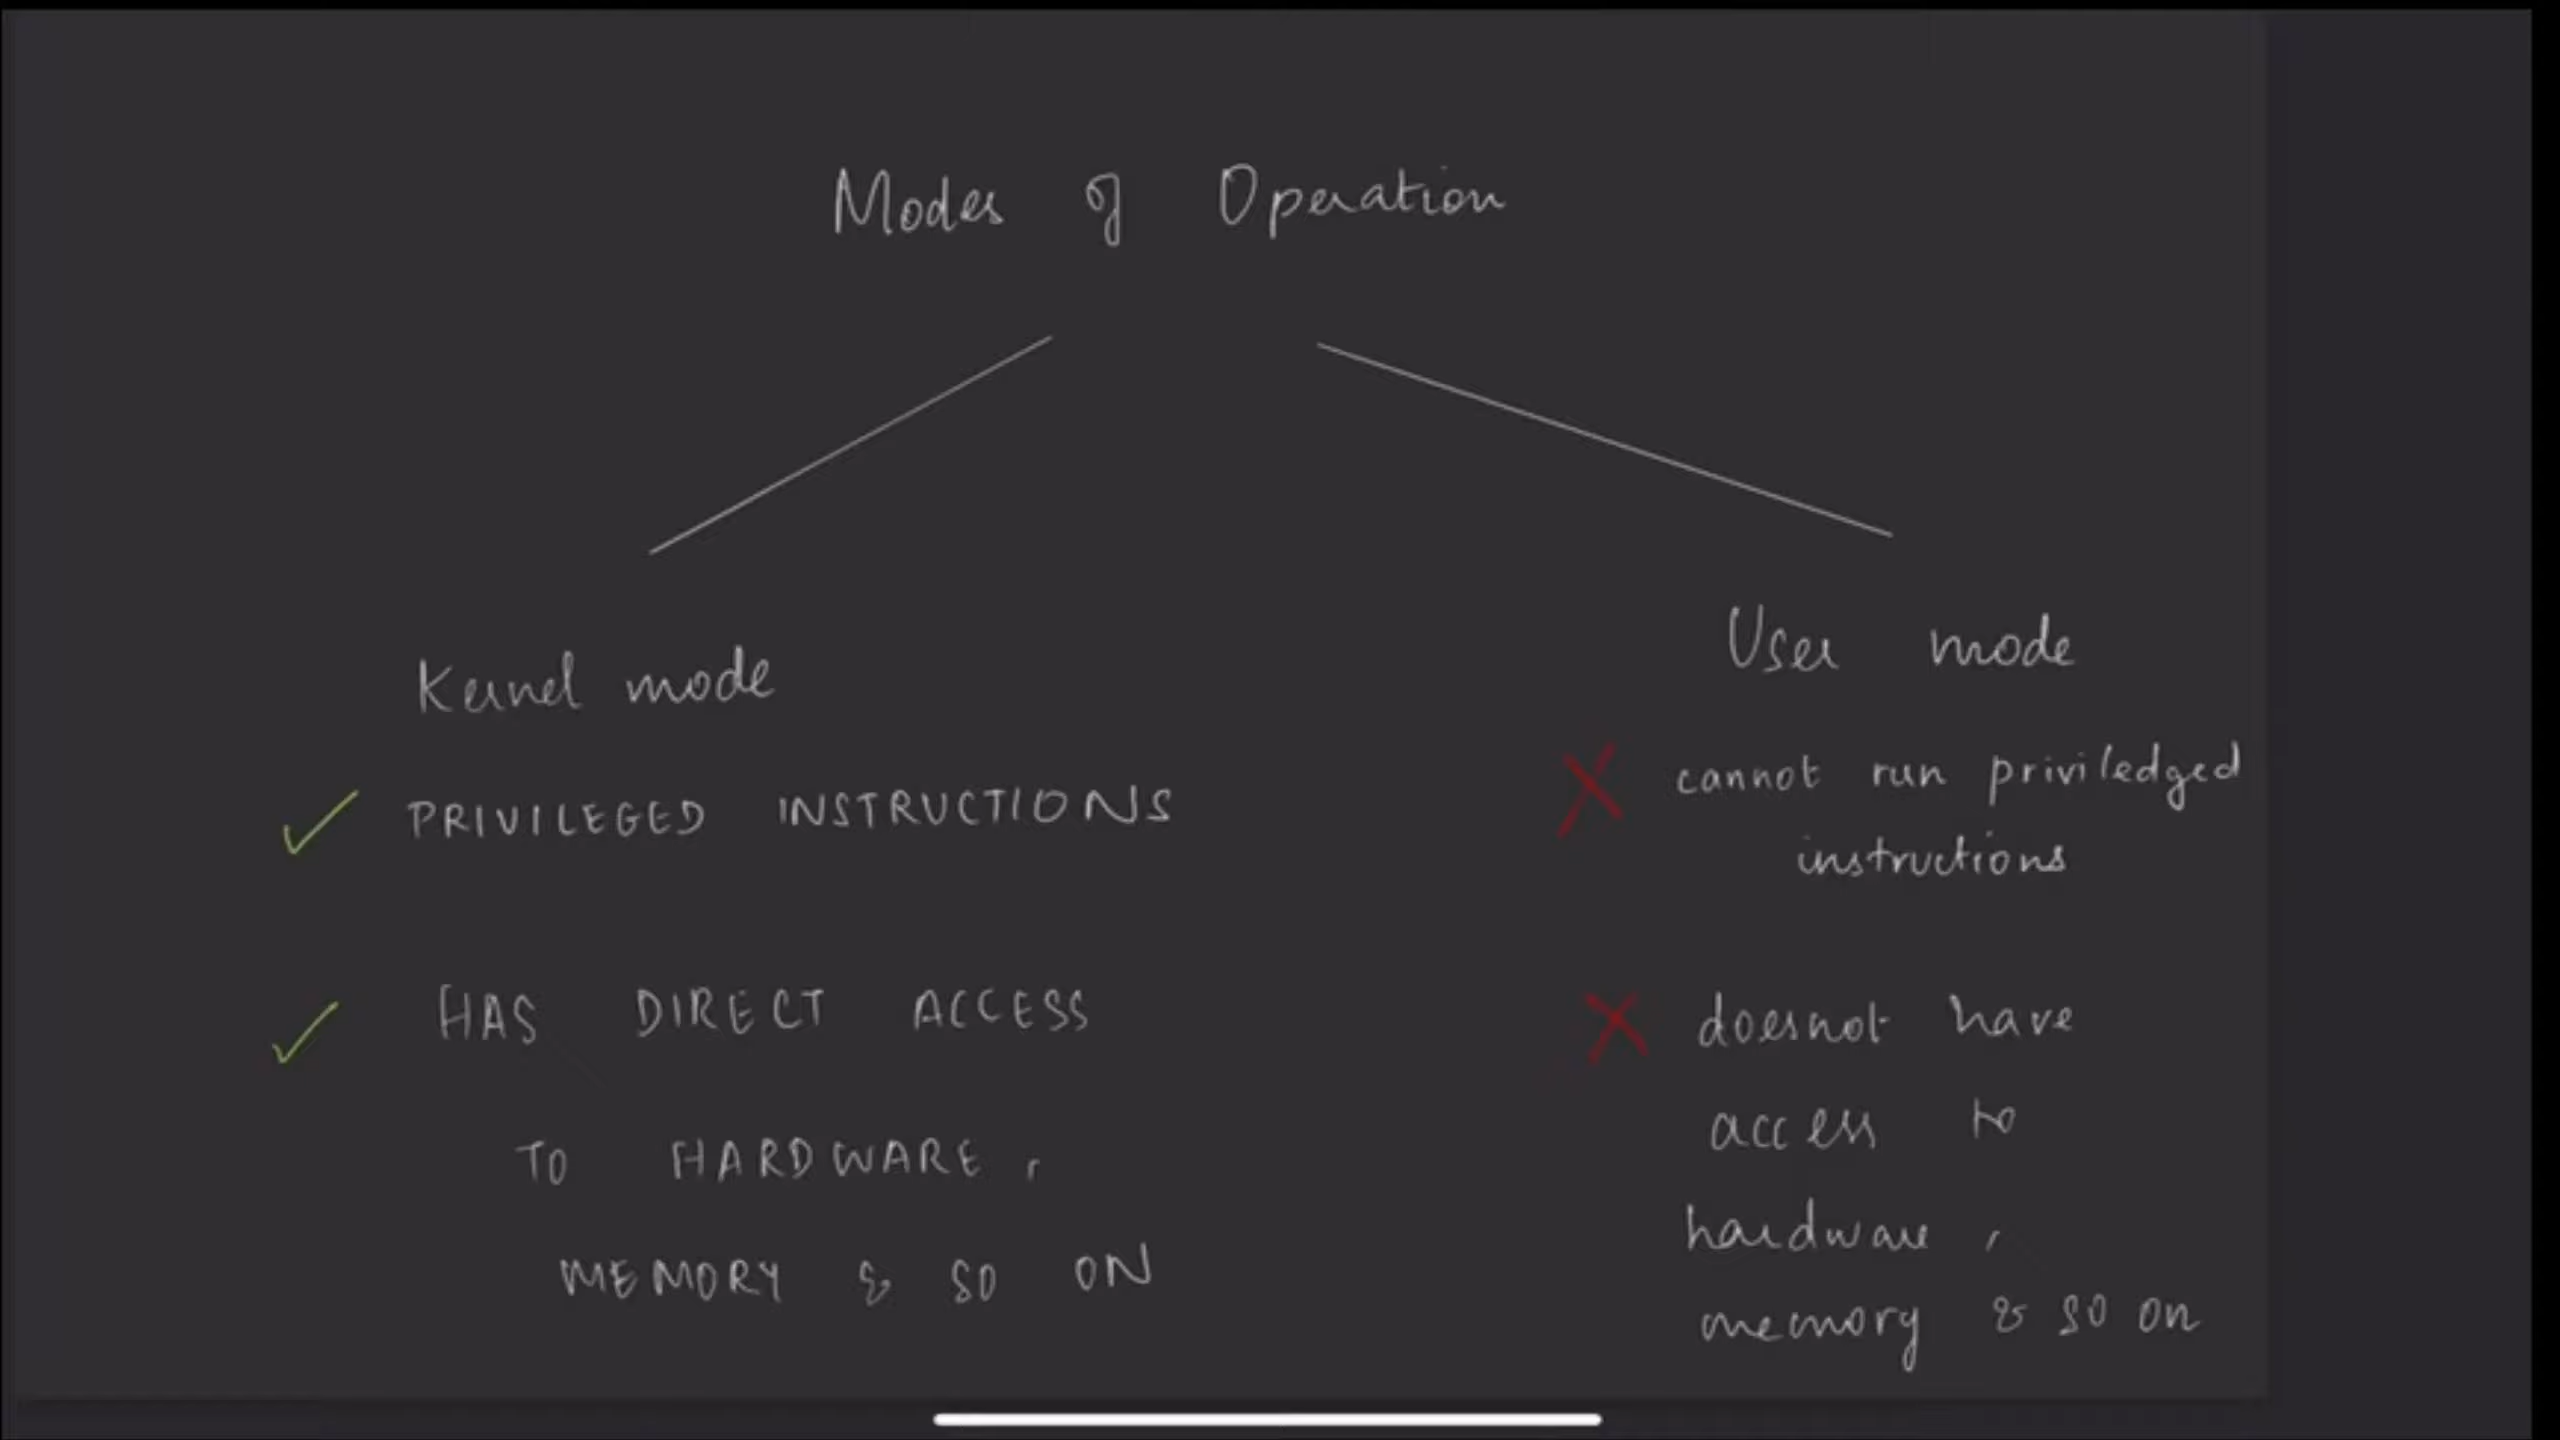 Modes of Operation
Kernel mode
PRIVILEGED INSTRUCTIONS
HAS DIRECT ACCESS
TO HARDWARE,
MEMORY & SO ON
User mode
cannot run priviledged
instructions
doesnot have
access to
hardware,
memory & so on